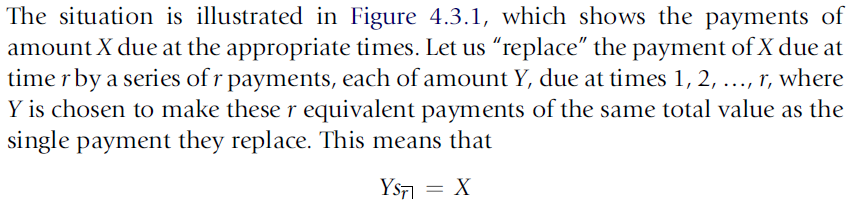 The situation is illustrated in Figure 4.3.1, which shows the payments of
amount X due at the appropriate times. Let us “replace” the payment of X due at
time r by a series of r payments, each of amount Y, due at times 1, 2, …, r, where
Y is chosen to make these r equivalent payments of the same total value as the
single payment they replace. This means that
Ys_{\overline{r}|} = X